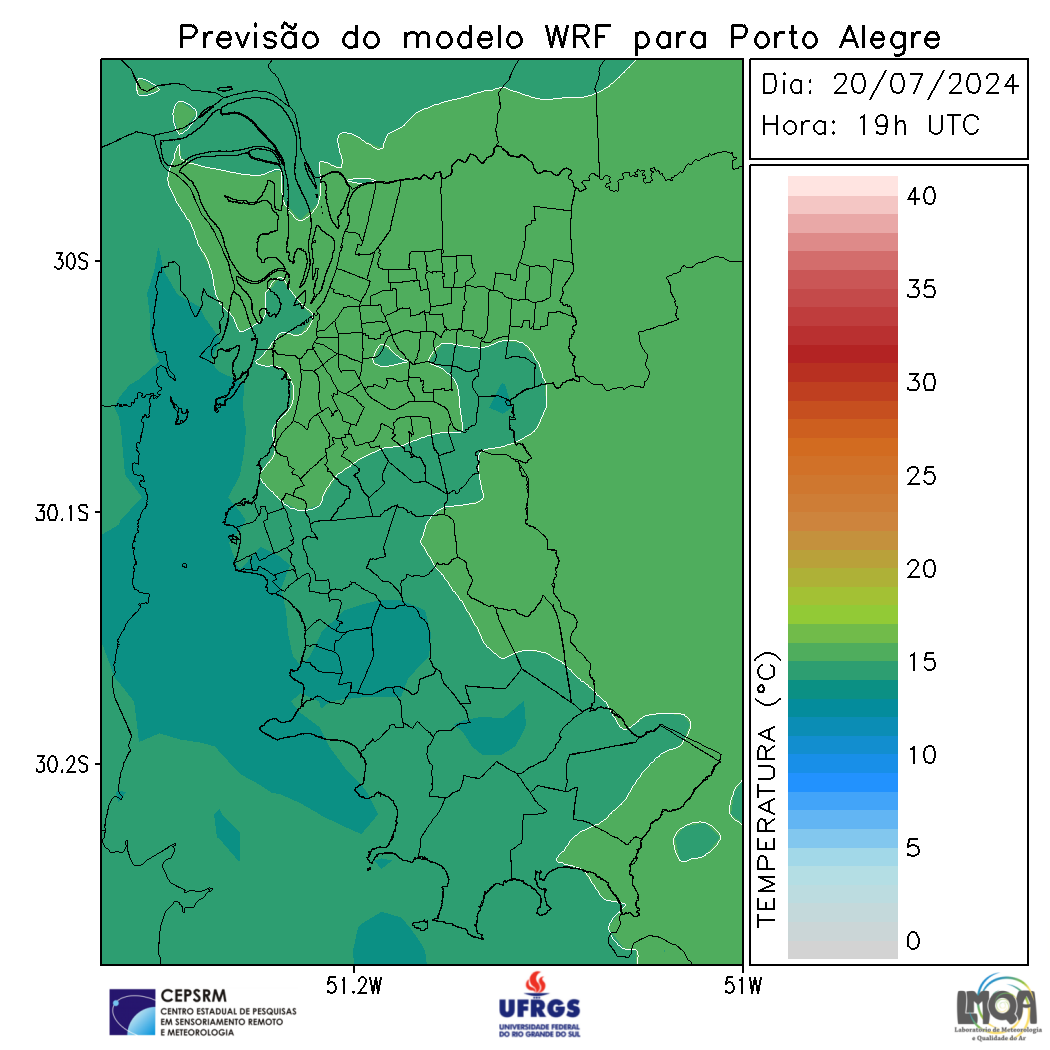 Previsão do modelo WRF para Porto Alegre
Dia: 20/07/2024
Hora: 19h UTC
30S
30.1S
30.2S
51.2W
51W
TEMPERATURA (°C)
40
35
30
25
20
15
10
5
0
CEPSRM
CENTRO ESTADUAL DE PESQUISAS
EM SENSORIAMENTO REMOTO
E METEOROLOGIA
UFRGS
UNIVERSIDADE FEDERAL
DO RIO GRANDE DO SUL
LMQA
Laboratório de Meteorologia
e Qualidade do Ar